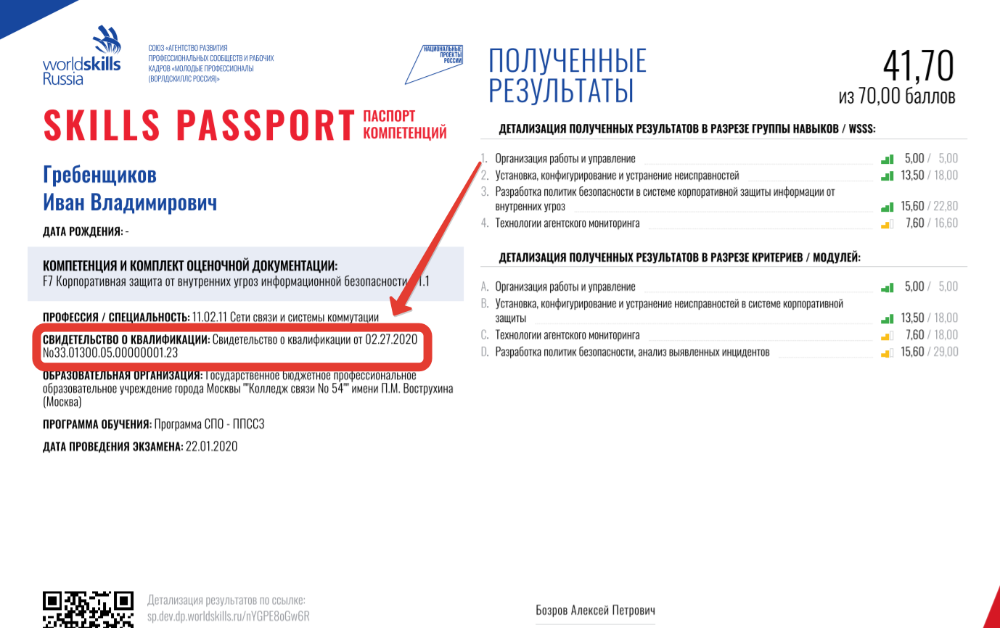 worldskills
Russia
СОЮЗ «АГЕНТСТВО РАЗВИТИЯ
ПРОФЕССИОНАЛЬНЫХ СООБЩЕСТВ И РАБОЧИХ
КАДРОВ «МОЛОДЫЕ ПРОФЕССИОНАЛЫ
(ВОРЛДСКИЛЛС РОССИЯ)»
НАЦИОНАЛЬНЫЕ
ПРОЕКТЫ
РОССИИ
SKILLS PASSPORT
ПАСПОРТ
КОМПЕТЕНЦИЙ
Гребенщиков
Иван Владимирович
ДАТА РОЖДЕНИЯ: -
КОМПЕТЕНЦИЯ И КОМПЛЕКТ ОЦЕНОЧНОЙ ДОКУМЕНТАЦИИ:
F7 Корпоративная защита от внутренних угроз информационной безопасности 1.1
ПРОФЕССИЯ / СПЕЦИАЛЬНОСТЬ: 11.02.11 Сети связи и системы коммутации
СВИДЕТЕЛЬСТВО О КВАЛИФИКАЦИИ: Свидетельство о квалификации от 02.27.2020
No33.01300.05.00000001.23
ОБРАЗОВАТЕЛЬНАЯ ОРГАНИЗАЦИЯ: Государственное бюджетное профессиональное
образовательное учреждение города Москвы ""Колледж связи No 54"" имени П.М. Вострухина
(Москва)
ПРОГРАММА ОБУЧЕНИЯ: Программа СПО - ППССЗ
ДАТА ПРОВЕДЕНИЯ ЭКЗАМЕНА: 22.01.2020
Детализация результатов по ссылке:
sp.dev.dp.worldskills.ru/nYGPE8oGw6R
ПОЛУЧЕННЫЕ
РЕЗУЛЬТАТЫ
41,70
из 70,00 баллов
ДЕТАЛИЗАЦИЯ ПОЛУЧЕННЫХ РЕЗУЛЬТАТОВ В РАЗРЕЗЕ ГРУППЫ НАВЫКОВ / WSSS:
1. Организация работы и управление 5,00 / 5,00
2. Установка, конфигурирование и устранение неисправностей 13,50 / 18,00
3. Разработка политик безопасности в системе корпоративной защиты информации от
внутренних угроз 15,60 / 22,80
4. Технологии агентского мониторинга 7,60 / 16,60
ДЕТАЛИЗАЦИЯ ПОЛУЧЕННЫХ РЕЗУЛЬТАТОВ В РАЗРЕЗЕ КРИТЕРИЕВ / МОДУЛЕЙ:
A. Организация работы и управление 5,00 / 5,00
B. Установка, конфигурирование и устранение неисправностей в системе корпоративной
защиты 13,50 / 18,00
C. Технологии агентского мониторинга 7,60 / 18,00
D. Разработка политик безопасности, анализ выявленных инцидентов 15,60 / 29,00
Бозров Алексей Петрович